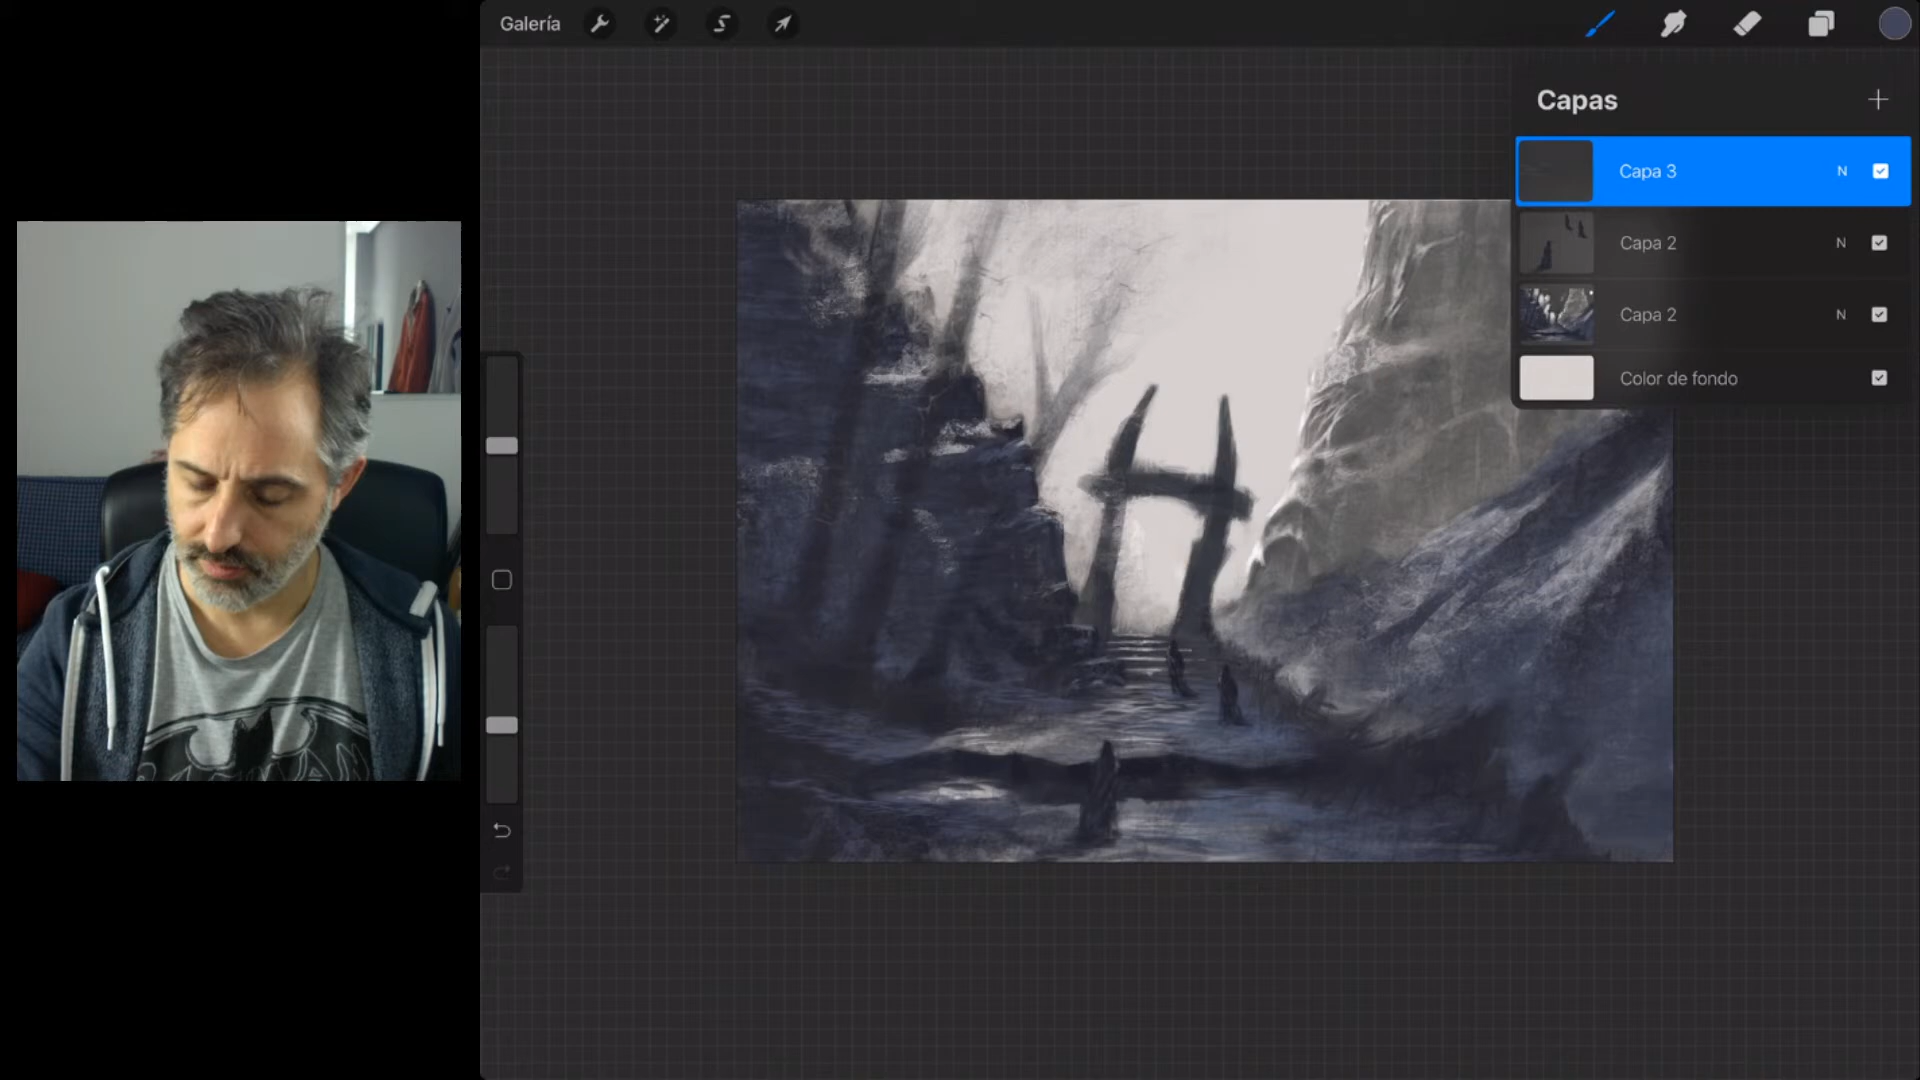 Galería
Capas
Capa 3 N
Capa 2 N
Capa 2 N
Color de fondo